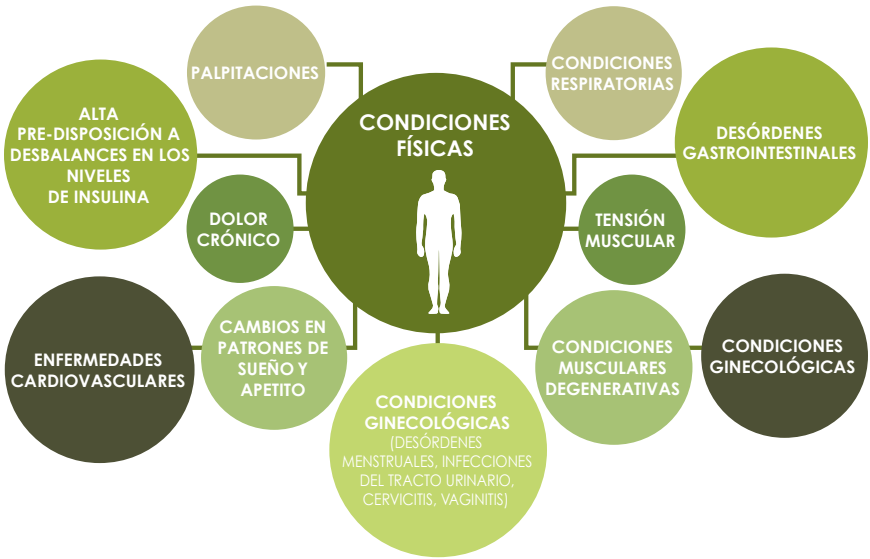 CONDICIONES
FÍSICAS
PALPITACIONES
CONDICIONES
RESPIRATORIAS
ALTA
PRE-DISPOSICIÓN A
DESBALANCES EN LOS
NIVELES
DE INSULINA
DESÓRDENES
GASTROINTESTINALES
DOLOR
CRÓNICO
TENSIÓN
MUSCULAR
ENFERMEDADES
CARDIOVASCULARES
CAMBIOS EN
PATRONES DE
SUEÑO Y
APETITO
CONDICIONES
MUSCULARES
DEGENERATIVAS
CONDICIONES
GINECOLÓGICAS
CONDICIONES
GINECOLÓGICAS
(DESÓRDENES
MENSTRUALES, INFECCIONES
DEL TRACTO URINARIO,
CERVICITIS, VAGINITIS)